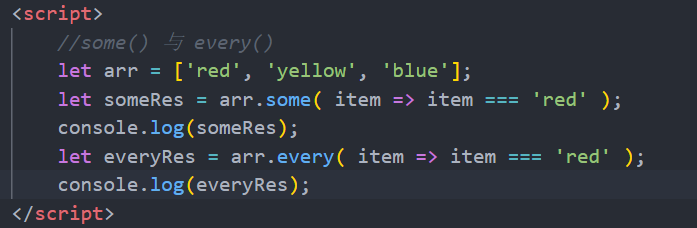 <script>
//some() 与 every()
let arr = ['red', 'yellow', 'blue'];
let someRes = arr.some( item => item === 'red' );
console.log(someRes);
let everyRes = arr.every( item => item === 'red' );
console.log(everyRes);
</script>